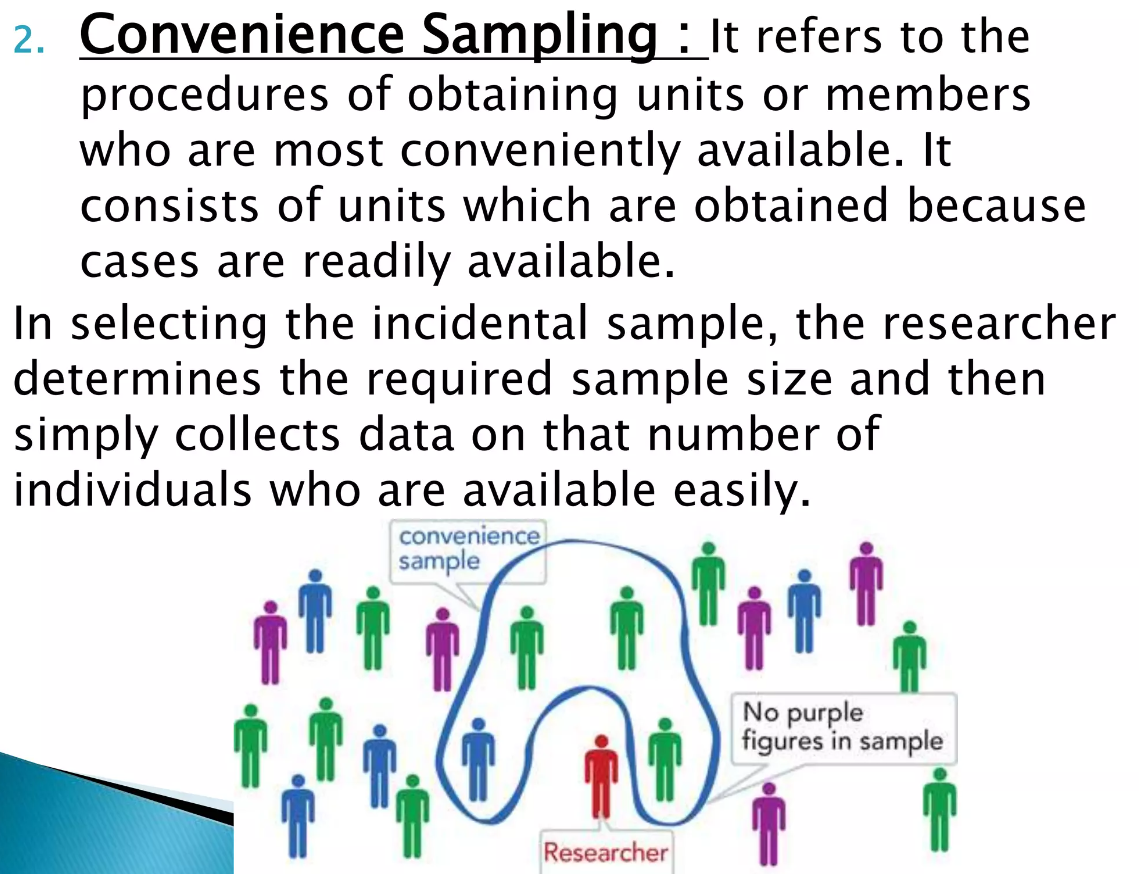 2. Convenience Sampling : It refers to the
procedures of obtaining units or members
who are most conveniently available. It
consists of units which are obtained because
cases are readily available.
In selecting the incidental sample, the researcher
determines the required sample size and then
simply collects data on that number of
individuals who are available easily.
convenience
sample
No purple
figures in sample
Researcher